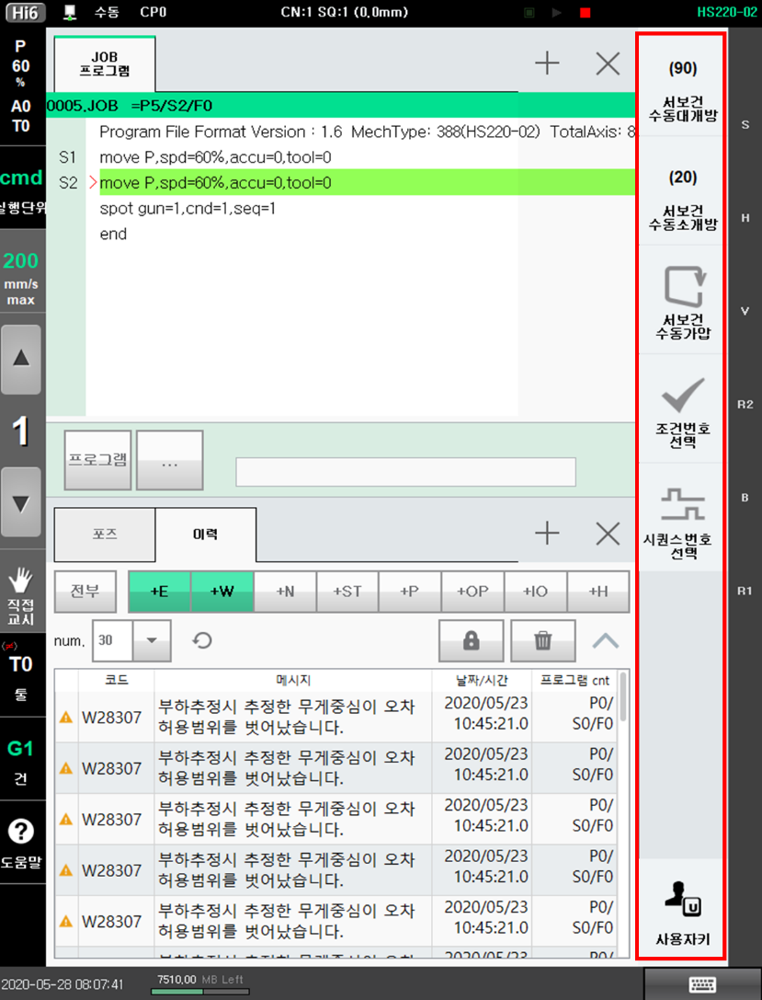 Hi6 수동 CP0 CN:1 SQ:1 (0.0mm) HS220-02
P
60
%
A0
T0
cmd
실행단위
200
mm/s
max
1
직접
교시
(≠)
T0
툴
G1
건
?
도움말
JOB
프로그램
0005.JOB =P5/S2/F0
Program File Format Version : 1.6 MechType: 388(HS220-02) TotalAxis: 8
S1 move P,spd=60%,accu=0,tool=0
S2 >move P,spd=60%,accu=0,tool=0
spot gun=1,cnd=1,seq=1
end
프로그램 ...
포즈 이력
전부 +E +W +N +ST +P +OP +IO +H
num. 30
코드 메시지 날짜/시간 프로그램 cnt
W28307 부하추정시 추정한 무게중심이 오차 2020/05/23 P0/
허용범위를 벗어났습니다. 10:45:21.0 S0/F0
W28307 부하추정시 추정한 무게중심이 오차 2020/05/23 P0/
허용범위를 벗어났습니다. 10:45:21.0 S0/F0
W28307 부하추정시 추정한 무게중심이 오차 2020/05/23 P0/
허용범위를 벗어났습니다. 10:45:21.0 S0/F0
W28307 부하추정시 추정한 무게중심이 오차 2020/05/23 P0/
허용범위를 벗어났습니다. 10:45:21.0 S0/F0
W28307 부하추정시 추정한 무게중심이 오차 2020/05/23 P0/
허용범위를 벗어났습니다. 10:45:21.0 S0/F0
(90)
서보건
수동대개방
(20)
서보건
수동소개방
서보건
수동가압
조건번호
선택
시퀀스번호
선택
U
사용자키
S
H
V
R2
B
R1
2020-05-28 08:07:41 7510,00 MB Left